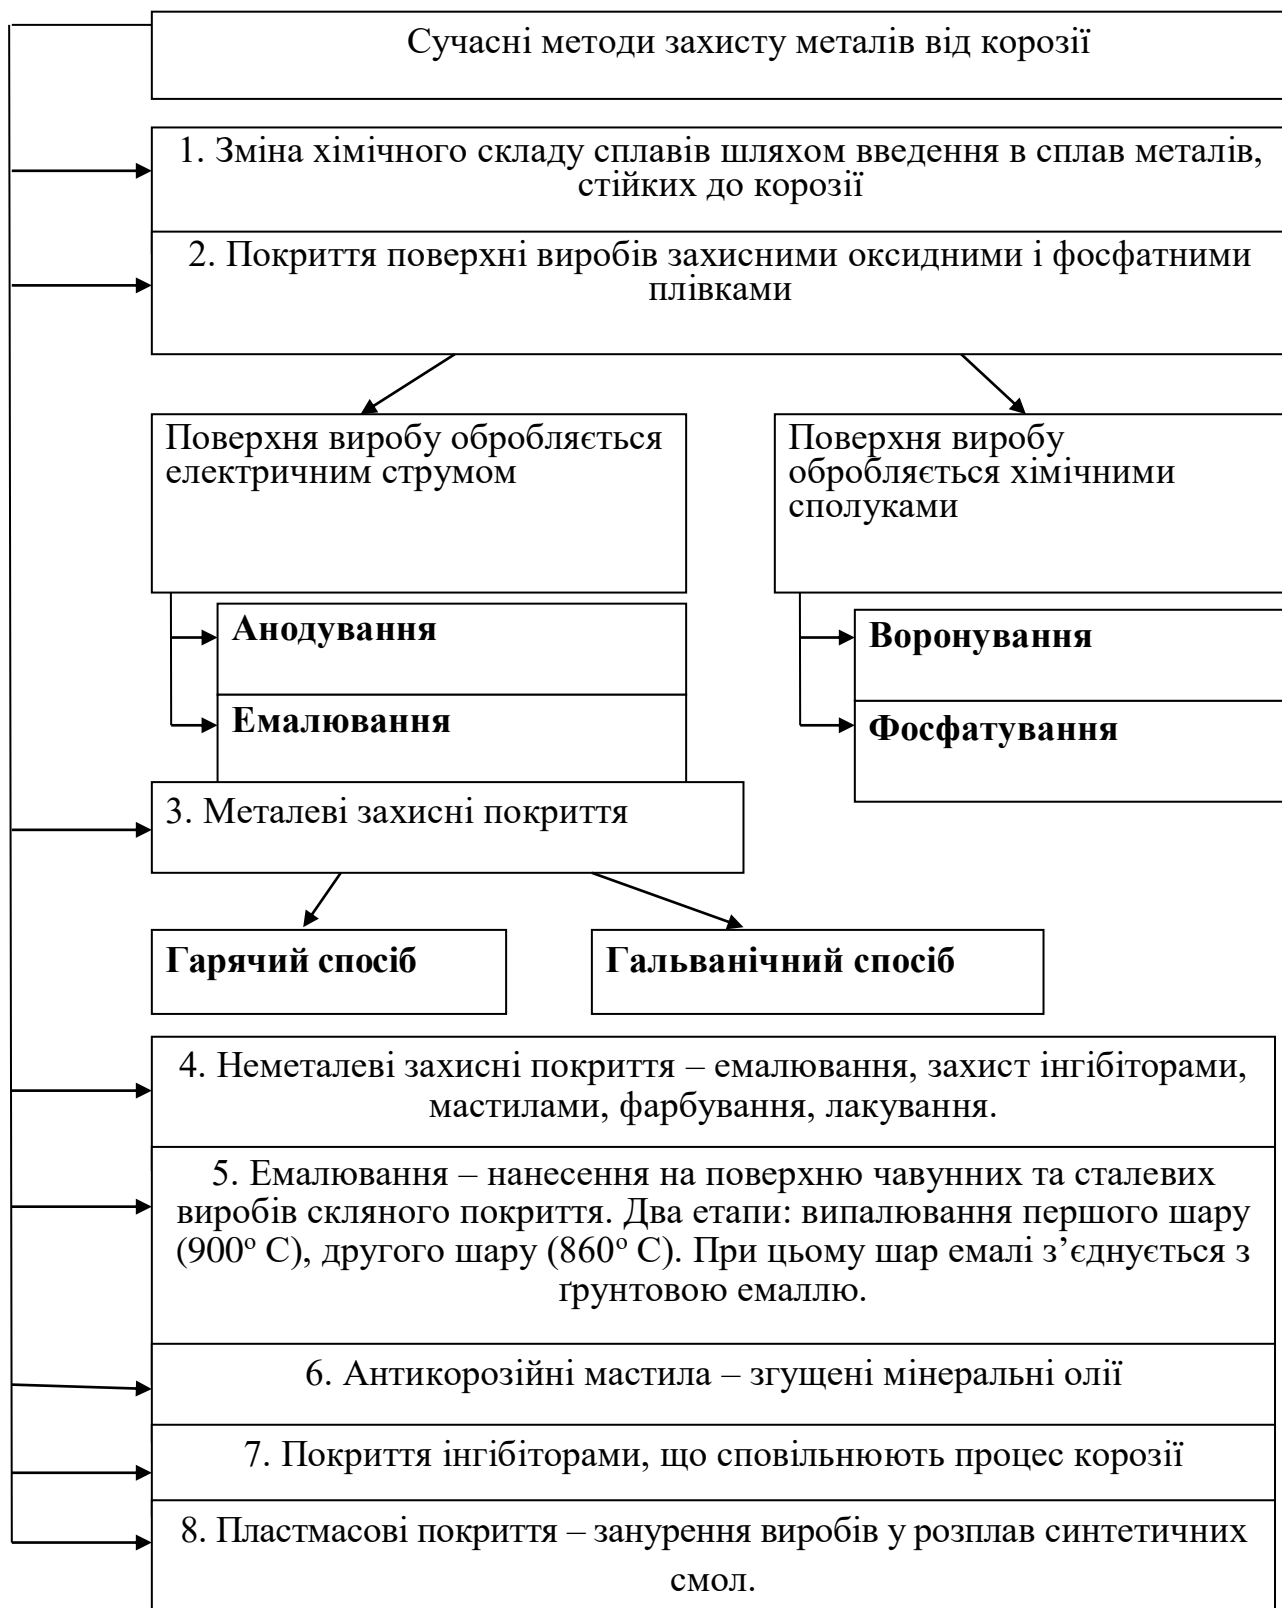 Сучасні методи захисту металів від корозії
1. Зміна хімічного складу сплавів шляхом введення в сплав металів,
стійких до корозії
2. Покриття поверхні виробів захисними оксидними і фосфатними
плівками
Поверхня виробу обробляється
електричним струмом
Поверхня виробу
обробляється хімічними
сполуками
Анодування
Емалювання
Воронування
Фосфатування
3. Металеві захисні покриття
Гарячий спосіб
Гальванічний спосіб
4. Неметалеві захисні покриття – емалювання, захист інгібіторами,
мастилами, фарбування, лакування.
5. Емалювання – нанесення на поверхню чавунних та сталевих
виробів скляного покриття. Два етапи: випалювання першого шару
(900º С), другого шару (860º С). При цьому шар емалі з’єднується з
ґрунтовою емаллю.
6. Антикорозійні мастила – згущені мінеральні олії
7. Покриття інгібіторами, що сповільнюють процес корозії
8. Пластмасові покриття – занурення виробів у розплав синтетичних
смол.